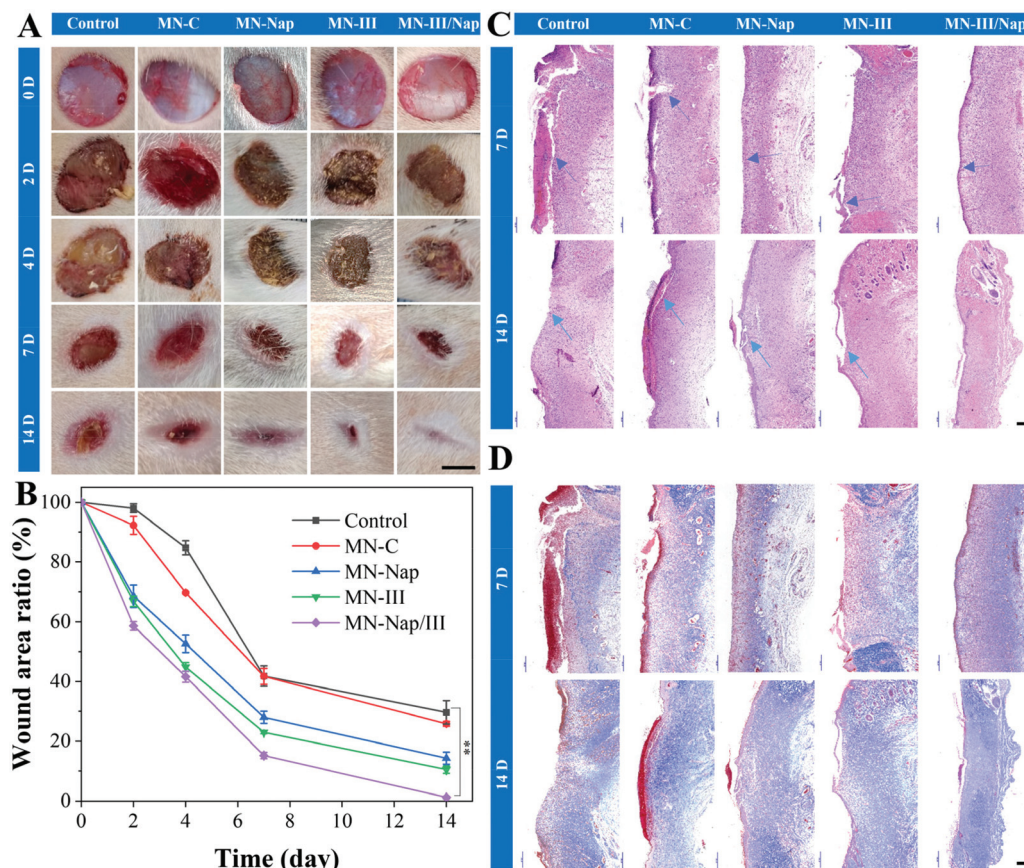 A
Control
MN-C
MN-Nap
MN-III
MN-III/Nap
0 D
2 D
4 D
7 D
14 D
B
Wound area ratio (%)
100
80
60
40
20
0
Control
MN-C
MN-Nap
MN-III
MN-Nap/III
**
0 2 4 6 8 10 12 14
Time (day)
C
Control
MN-C
MN-Nap
MN-III
MN-III/Nap
7 D
14 D
D
7 D
14 D